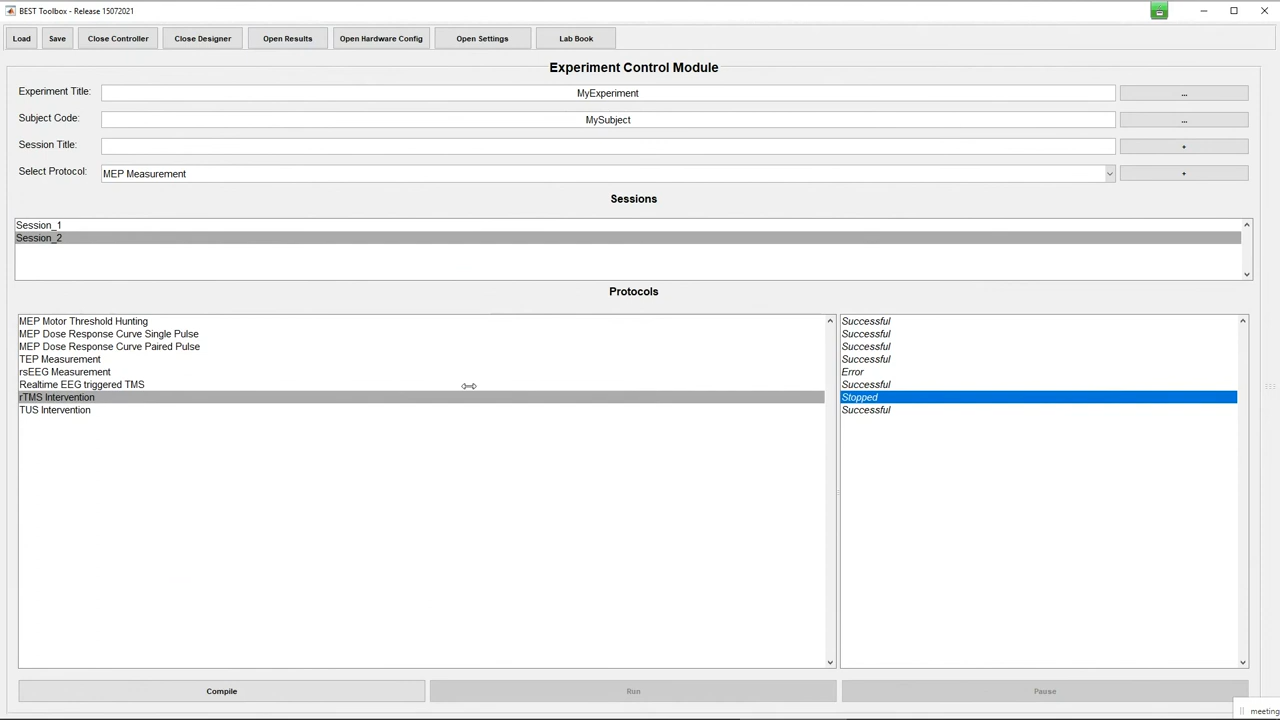 BEST Toolbox - Release 15072021
Load Save Close Controller Close Designer Open Results Open Hardware Config Open Settings Lab Book
Experiment Control Module
Experiment Title: MyExperiment ...
Subject Code: MySubject ...
Session Title: +
Select Protocol: MEP Measurement +
Sessions
Session_1
Session_2
Protocols
MEP Motor Threshold Hunting Successful
MEP Dose Response Curve Single Pulse Successful
MEP Dose Response Curve Paired Pulse Successful
TEP Measurement Successful
rsEEG Measurement Error
Realtime EEG triggered TMS Successful
rTMS Intervention Stopped
TUS Intervention Successful
Compile Run Pause
meeting